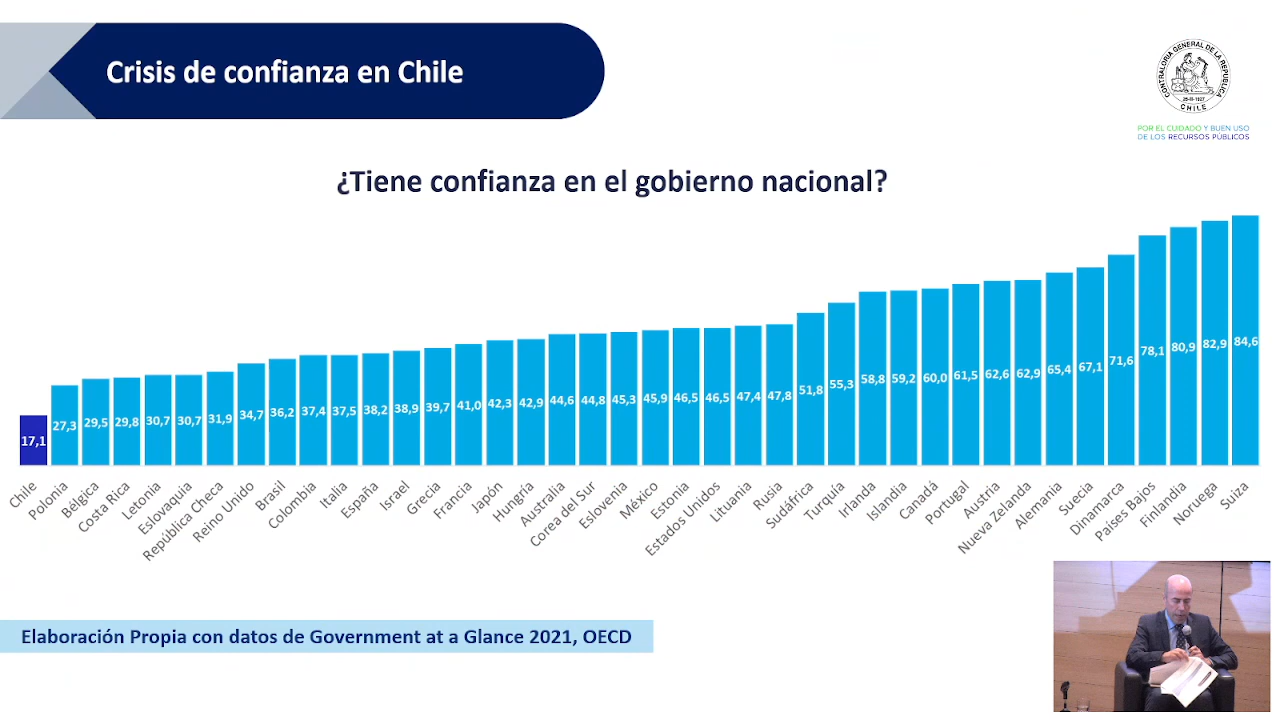 Crisis de confianza en Chile
CONTRALORÍA GENERAL DE LA REPÚBLICA
26-III-1927
CHILE
POR EL CUIDADO Y BUEN USO
DE LOS RECURSOS PÚBLICOS
¿Tiene confianza en el gobierno nacional?
17,1
27,3
29,5
29,8
30,7
30,7
31,9
34,7
36,2
37,4
37,5
38,2
38,9
39,7
41,0
42,3
42,9
44,6
44,8
45,3
45,9
46,5
46,5
47,4
47,8
51,8
55,3
58,8
59,2
60,0
61,5
62,6
62,9
65,4
67,1
71,6
78,1
80,9
82,9
84,6
Chile
Polonia
Bélgica
Costa Rica
Letonia
Eslovaquia
República Checa
Reino Unido
Brasil
Colombia
Italia
España
Israel
Grecia
Francia
Japón
Hungría
Australia
Corea del Sur
Eslovenia
México
Estonia
Estados Unidos
Lituania
Rusia
Sudáfrica
Turquía
Irlanda
Islandia
Canadá
Portugal
Austria
Nueva Zelanda
Alemania
Suecia
Dinamarca
Países Bajos
Finlandia
Noruega
Suiza
Elaboración Propia con datos de Government at a Glance 2021, OECD